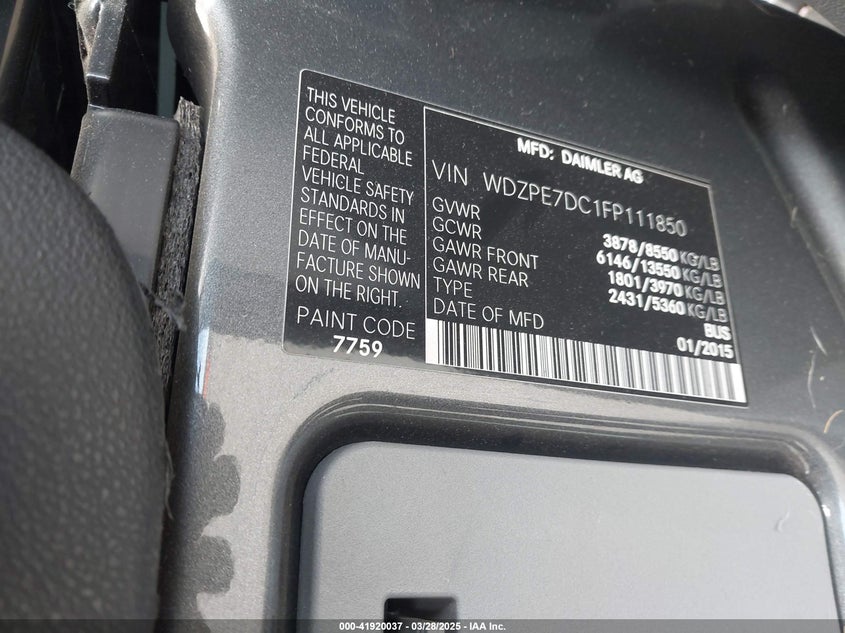 THIS VEHICLE
CONFORMS TO
ALL APPLICABLE
FEDERAL
VEHICLE SAFETY
STANDARDS IN
EFFECT ON THE
DATE OF MANU-
FACTURE SHOWN
ON THE RIGHT.
PAINT CODE
7759
MFD: DAIMLER AG
VIN WDZPE7DC1FP111850
GVWR 3878/8550 KG/LB
GCWR 6146/13550 KG/LB
GAWR FRONT 1801/3970 KG/LB
GAWR REAR 2431/5360 KG/LB
TYPE BUS
DATE OF MFD 01/2015
000-41920037 - 03/28/2025 - IAA Inc.